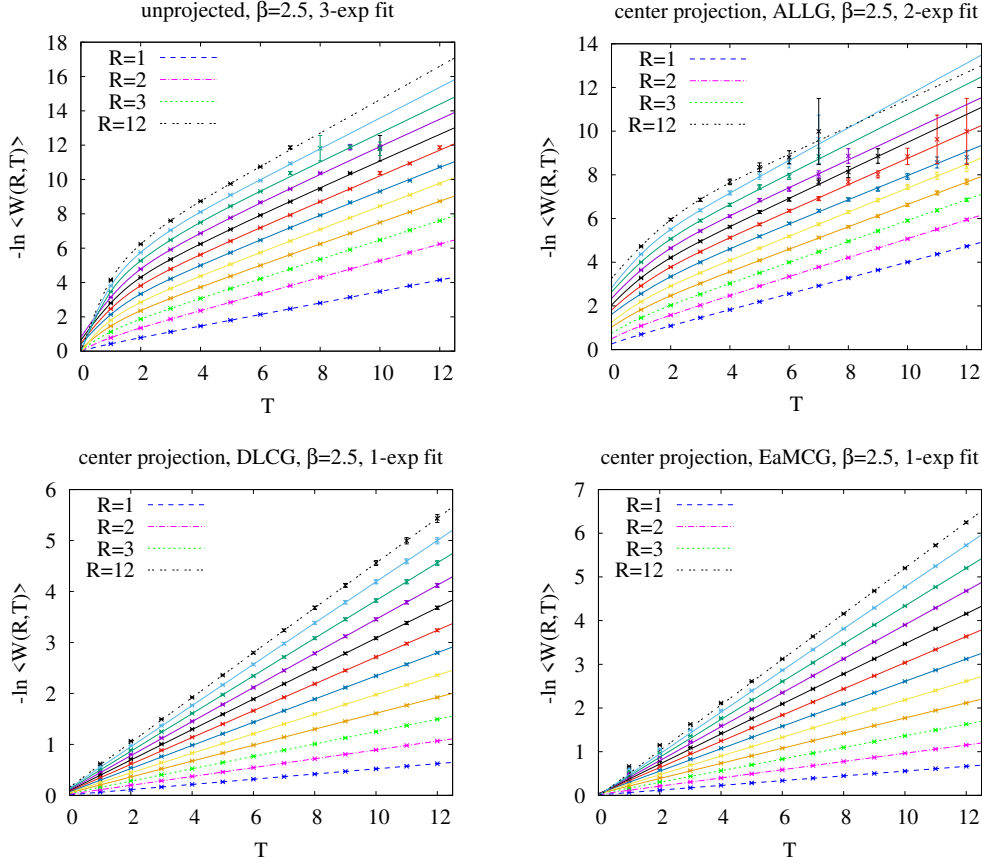 unprojected, β=2.5, 3-exp fit
-ln <W(R,T)>
18
16
14
12
10
8
6
4
2
0
R=1
R=2
R=3
R=12
0 2 4 6 8 10 12
T
center projection, ALLG, β=2.5, 2-exp fit
-ln <W(R,T)>
14
12
10
8
6
4
2
0
R=1
R=2
R=3
R=12
0 2 4 6 8 10 12
T
center projection, DLCG, β=2.5, 1-exp fit
-ln <W(R,T)>
6
5
4
3
2
1
0
R=1
R=2
R=3
R=12
0 2 4 6 8 10 12
T
center projection, EaMCG, β=2.5, 1-exp fit
-ln <W(R,T)>
7
6
5
4
3
2
1
0
R=1
R=2
R=3
R=12
0 2 4 6 8 10 12
T